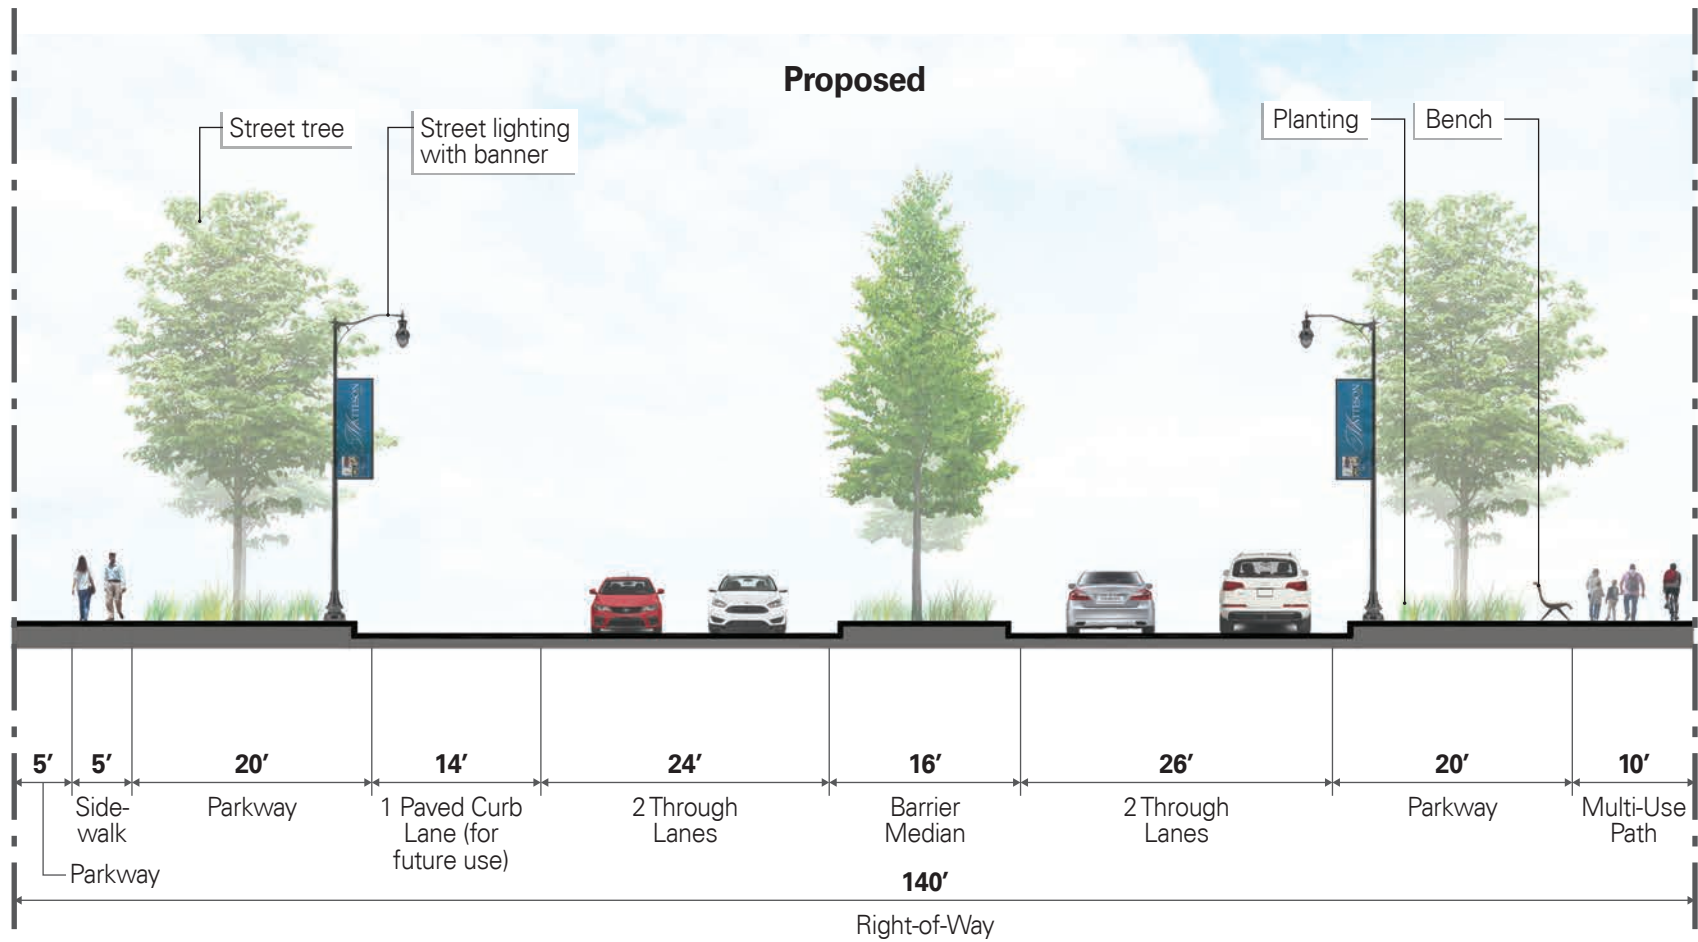 Proposed
Street tree
Street lighting
with banner
Planting
Bench
MATTESON
MATTESON
5’
5’
20’
14’
24’
16’
26’
20’
10’
Side-
walk
Parkway
1 Paved Curb
Lane (for
future use)
2 Through
Lanes
Barrier
Median
2 Through
Lanes
Parkway
Multi-Use
Path
Parkway
140’
Right-of-Way